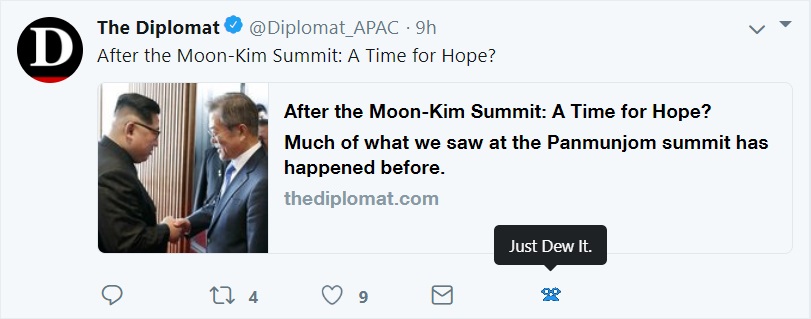 The Diplomat @Diplomat_APAC · 9h
After the Moon-Kim Summit: A Time for Hope?
D
After the Moon-Kim Summit: A Time for Hope?
Much of what we saw at the Panmunjom summit has
happened before.
thediplomat.com
Just Dew It.
4 9